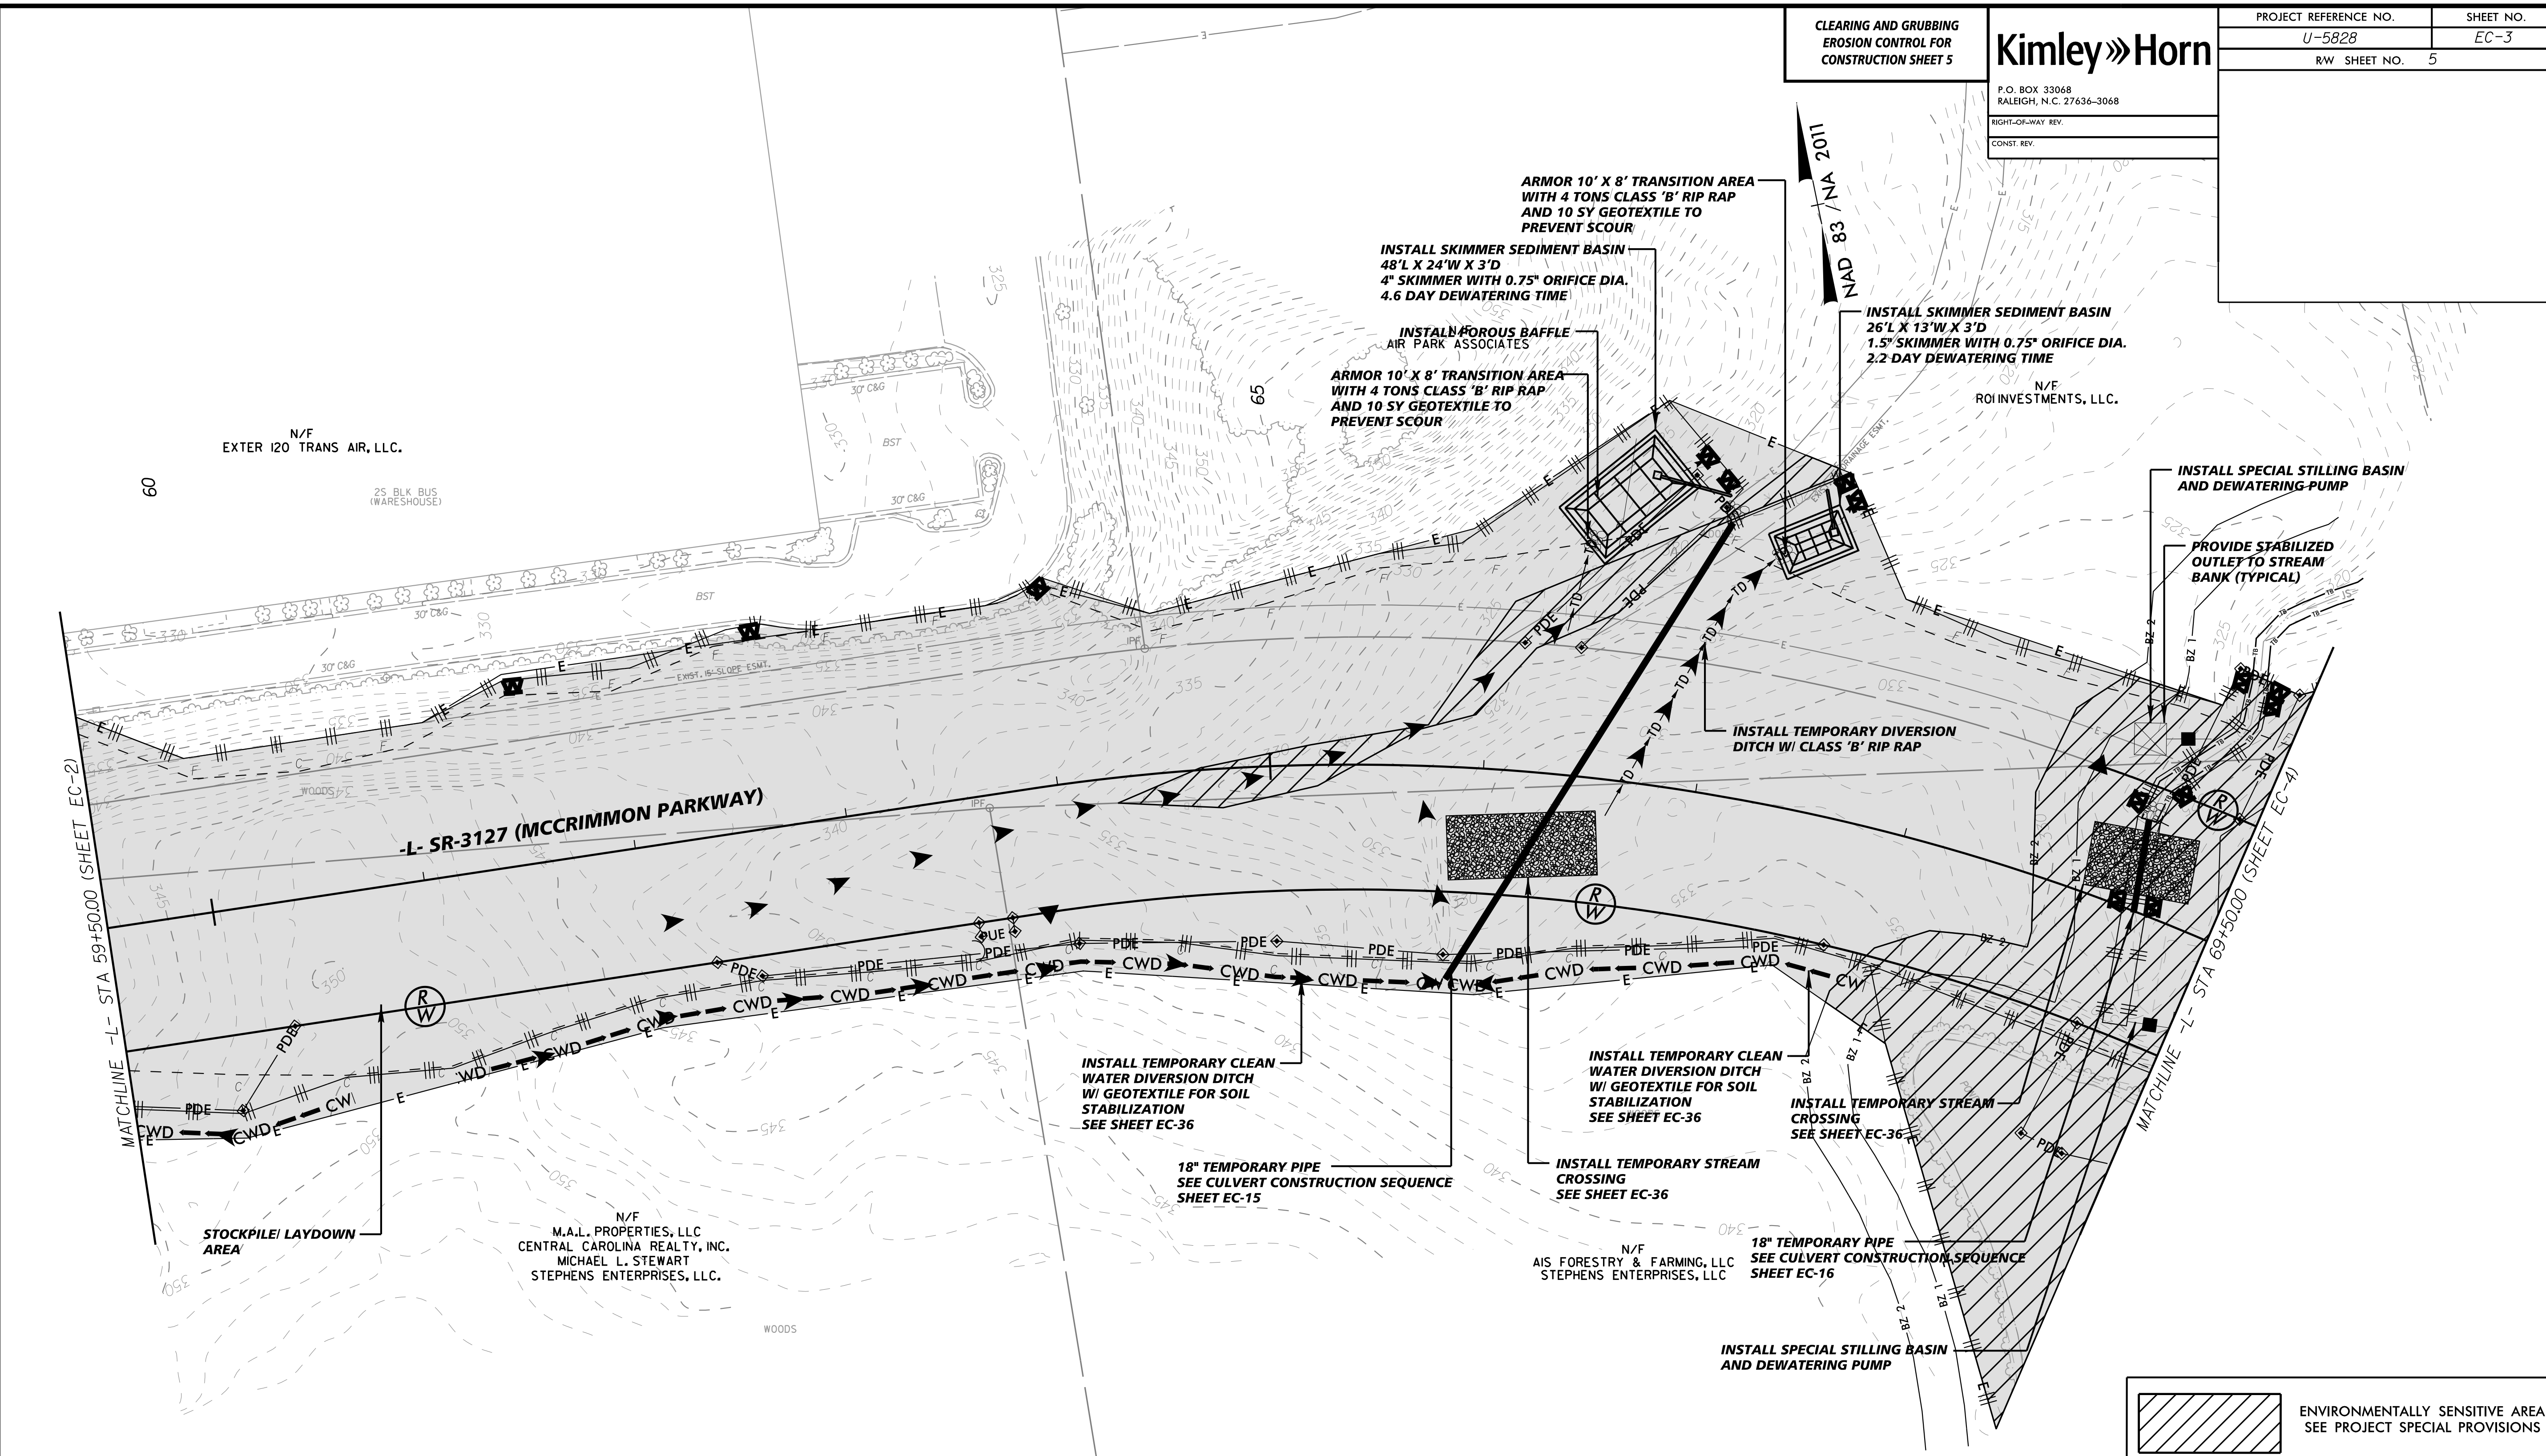 CLEARING AND GRUBBING
EROSION CONTROL FOR
CONSTRUCTION SHEET 5
Kimley»Horn
P.O. BOX 33068
RALEIGH, N.C. 27636-3068
RIGHT-OF-WAY REV.
CONST. REV.
PROJECT REFERENCE NO.
SHEET NO.
U-5828
EC-3
R/W SHEET NO. 5
NAD 83 / NA 2011
ARMOR 10' X 8' TRANSITION AREA
WITH 4 TONS CLASS 'B' RIP RAP
AND 10 SY GEOTEXTILE TO
PREVENT SCOUR
INSTALL SKIMMER SEDIMENT BASIN
48'L X 24'W X 3'D
4" SKIMMER WITH 0.75" ORIFICE DIA.
4.6 DAY DEWATERING TIME
INSTALL POROUS BAFFLE
N/F
AIR PARK ASSOCIATES
ARMOR 10' X 8' TRANSITION AREA
WITH 4 TONS CLASS 'B' RIP RAP
AND 10 SY GEOTEXTILE TO
PREVENT SCOUR
INSTALL SKIMMER SEDIMENT BASIN
26'L X 13'W X 3'D
1.5" SKIMMER WITH 0.75" ORIFICE DIA.
2.2 DAY DEWATERING TIME
N/F
ROI INVESTMENTS, LLC.
INSTALL SPECIAL STILLING BASIN
AND DEWATERING PUMP
PROVIDE STABILIZED
OUTLET TO STREAM
BANK (TYPICAL)
N/F
EXTER 120 TRANS AIR, LLC.
60
65
2S BLK BUS
(WARESHOUSE)
BST
BST
30" C&G
30" C&G
30" C&G
30" C&G
EXIST. 15' SLOPE ESMT.
IPF
IPF
WOODS
INSTALL TEMPORARY DIVERSION
DITCH W/ CLASS 'B' RIP RAP
-L- SR-3127 (MCCRIMMON PARKWAY)
MATCHLINE -L- STA 59+50.00 (SHEET EC-2)
MATCHLINE -L- STA 69+50.00 (SHEET EC-4)
INSTALL TEMPORARY CLEAN
WATER DIVERSION DITCH
W/ GEOTEXTILE FOR SOIL
STABILIZATION
SEE SHEET EC-36
INSTALL TEMPORARY CLEAN
WATER DIVERSION DITCH
W/ GEOTEXTILE FOR SOIL
STABILIZATION
SEE SHEET EC-36
INSTALL TEMPORARY STREAM
CROSSING
SEE SHEET EC-36
18" TEMPORARY PIPE
SEE CULVERT CONSTRUCTION SEQUENCE
SHEET EC-15
INSTALL TEMPORARY STREAM
CROSSING
SEE SHEET EC-36
STOCKPILE/ LAYDOWN
AREA
N/F
M.A.L. PROPERTIES, LLC
CENTRAL CAROLINA REALTY, INC.
MICHAEL L. STEWART
STEPHENS ENTERPRISES, LLC.
N/F
AIS FORESTRY & FARMING, LLC
STEPHENS ENTERPRISES, LLC
18" TEMPORARY PIPE
SEE CULVERT CONSTRUCTION SEQUENCE
SHEET EC-16
WOODS
INSTALL SPECIAL STILLING BASIN
AND DEWATERING PUMP
ENVIRONMENTALLY SENSITIVE AREA
SEE PROJECT SPECIAL PROVISIONS